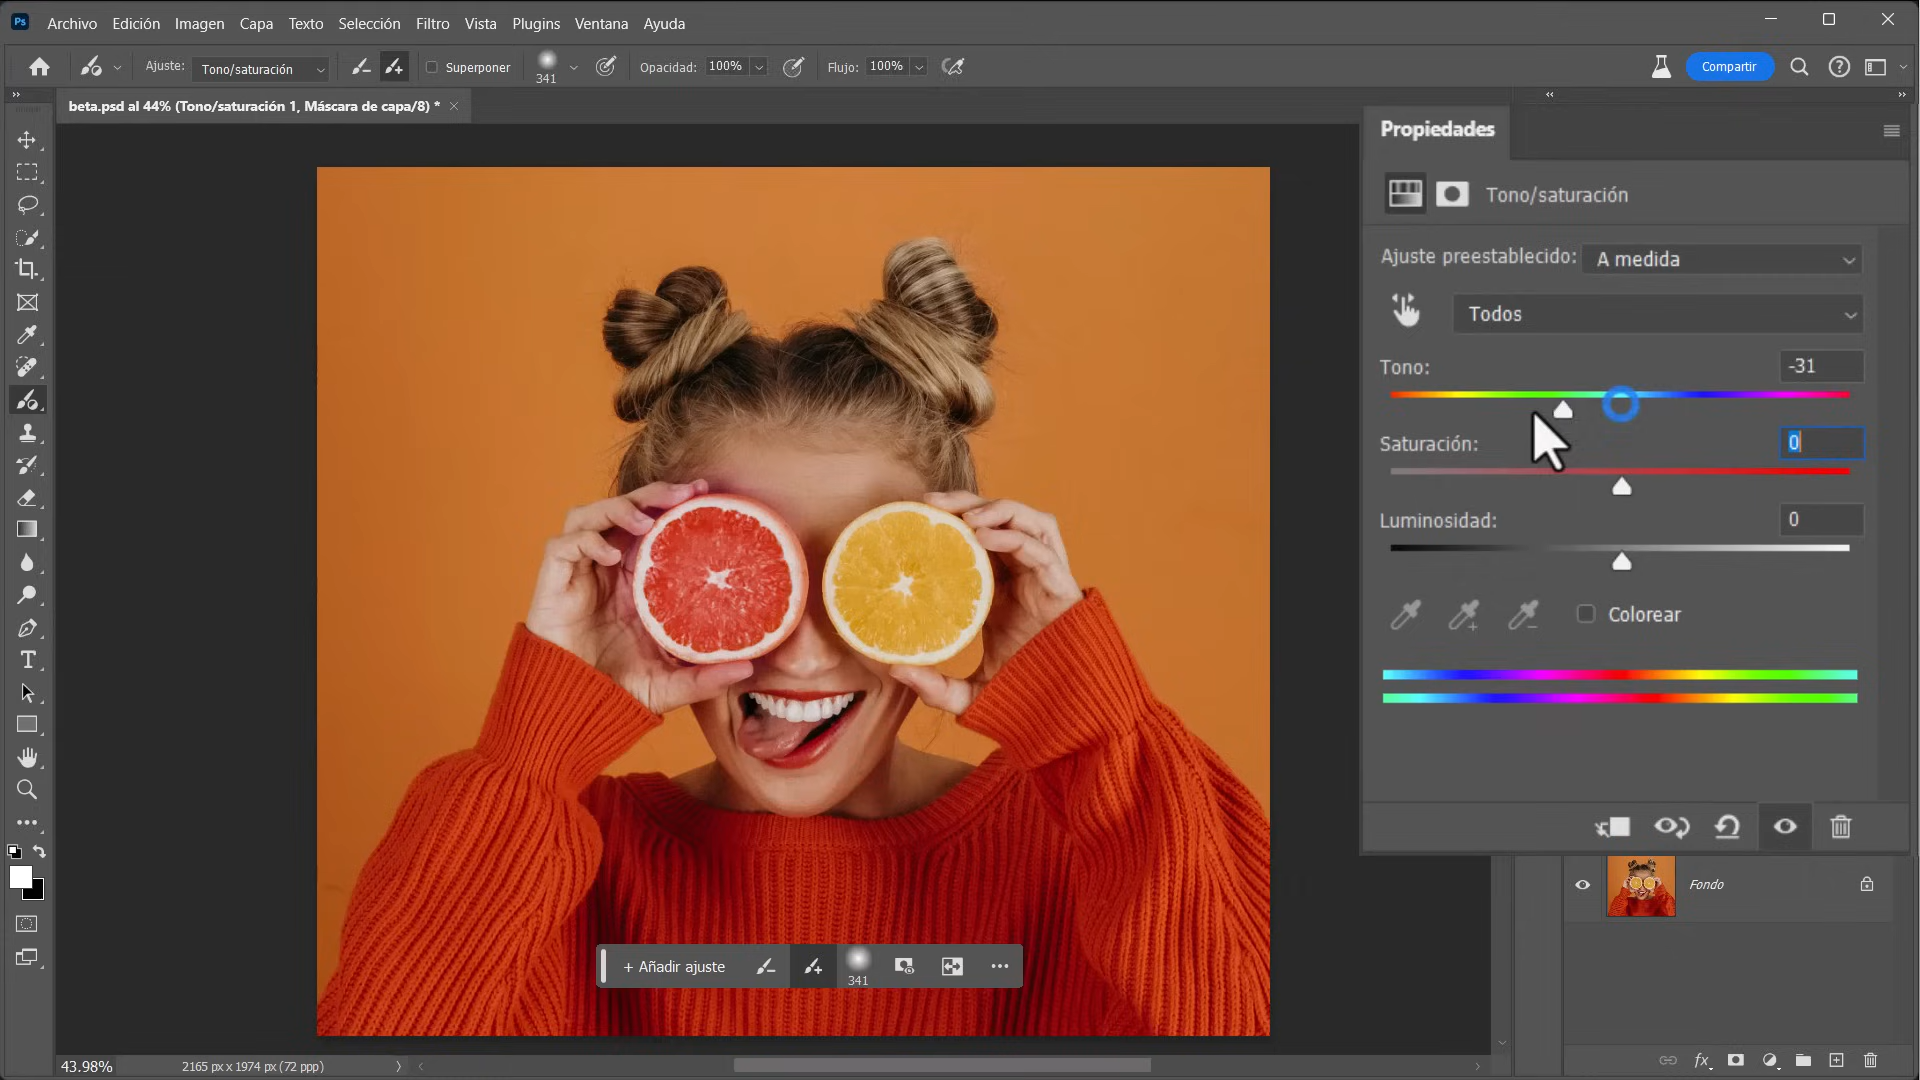 Ps Archivo Edición Imagen Capa Texto Selección Filtro Vista Plugins Ventana Ayuda
Ajuste: Tono/saturación Superponer 341 Opacidad: 100% Flujo: 100% Compartir
beta.psd al 44% (Tono/saturación 1, Máscara de capa/8) *
Propiedades
Tono/saturación
Ajuste preestablecido: A medida
Todos
Tono: -31
Saturación: 0
Luminosidad: 0
Colorear
Fondo
+ Añadir ajuste 341
fx
43.98% 2165 px x 1974 px (72 ppp)